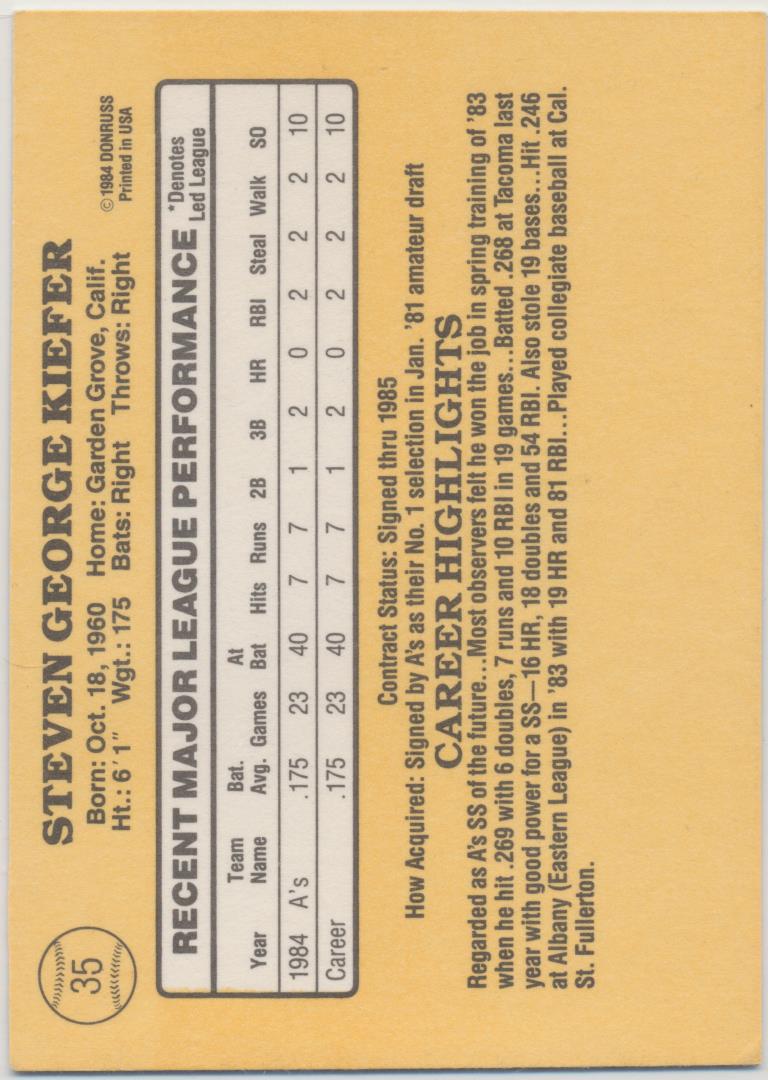 35
STEVEN GEORGE KIEFER
Born: Oct. 18, 1960 Home: Garden Grove, Calif.
Ht.: 6'1" Wgt.: 175 Bats: Right Throws: Right
©1984 DONRUSS
Printed in USA
RECENT MAJOR LEAGUE PERFORMANCE *Denotes Led League
Year Team Name Bat. Avg. Games At Bat Hits Runs 2B 3B HR RBI Steal Walk SO
1984 A's .175 23 40 7 7 1 2 0 2 2 2 10
Career .175 23 40 7 7 1 2 0 2 2 2 10
Contract Status: Signed thru 1985
How Acquired: Signed by A's as their No. 1 selection in Jan. '81 amateur draft
CAREER HIGHLIGHTS
Regarded as A's SS of the future...Most observers felt he won the job in spring training of '83
when he hit .269 with 6 doubles, 7 runs and 10 RBI in 19 games...Batted .268 at Tacoma last
year with good power for a SS—16 HR, 18 doubles and 54 RBI. Also stole 19 bases...Hit .246
at Albany (Eastern League) in '83 with 19 HR and 81 RBI...Played collegiate baseball at Cal.
St. Fullerton.